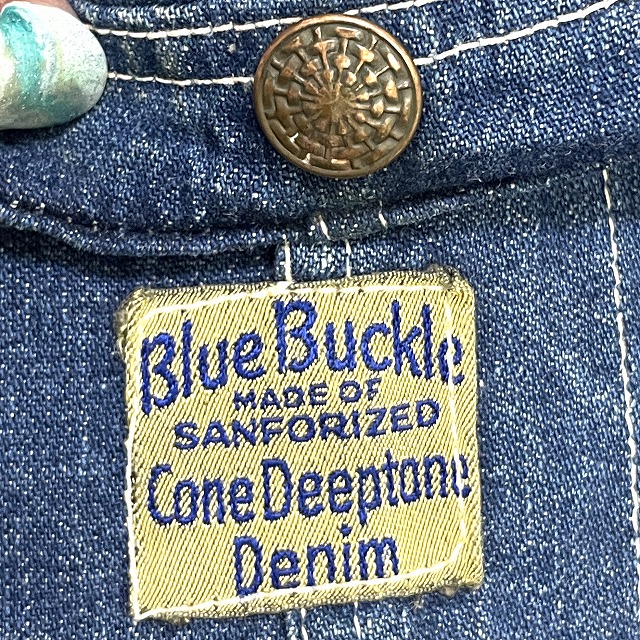 Blue Buckle
MADE OF
SANFORIZED
Cone Deeptone
Denim